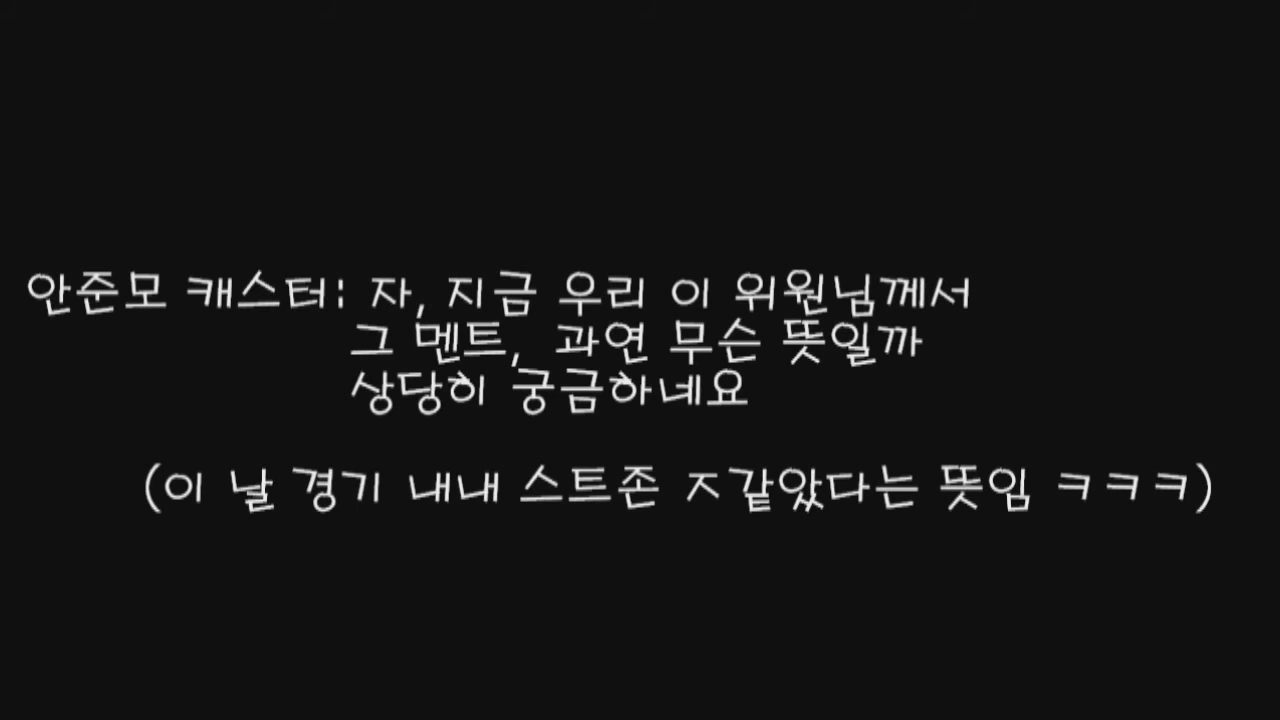 안준모 캐스터: 자, 지금 우리 이 위원님께서
그 멘트, 과연 무슨 뜻일까
상당히 궁금하네요
(이 날 경기 내내 스트존 ㅈ같았다는 뜻임 ㅋㅋㅋ)